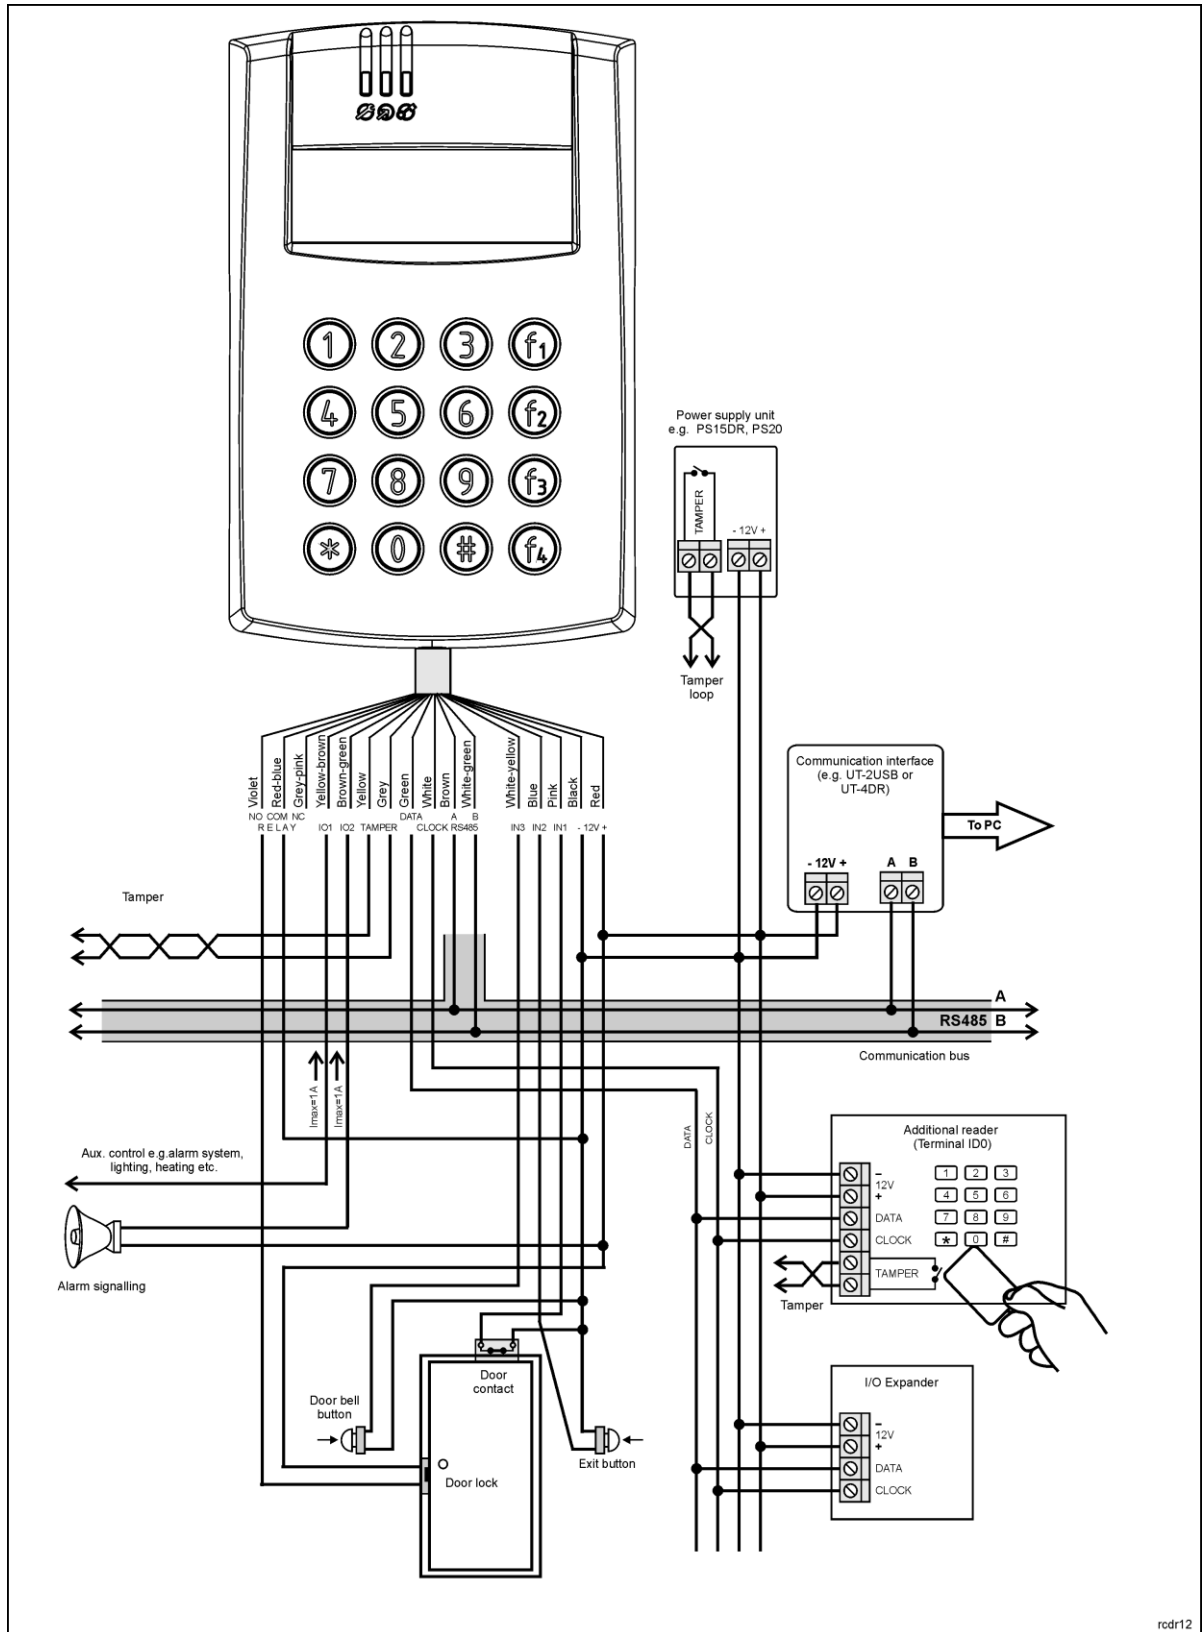 1 2 3 f1
4 5 6 f2
7 8 9 f3
* 0 # f4
Power supply unit
e.g. PS15DR, PS20
TAMPER
- 12V +
Tamper
loop
Violet
Red-blue
Grey-pink
Yellow-brown
Brown-green
Yellow
Grey
Green
White
Brown
White-green
White-yellow
Blue
Pink
Black
Red
NO COM NC
R E L A Y
IO1 IO2 TAMPER
DATA
CLOCK
A B
RS485
IN3 IN2 IN1 - 12V +
Communication interface
(e.g. UT-2USB or
UT-4DR)
To PC
- 12V + A B
Tamper
A
RS485 B
Communication bus
Imax=1A
Imax=1A
DATA
CLOCK
Aux. control e.g.alarm system,
lighting, heating etc.
Alarm signalling
Additional reader
(Terminal ID0)
–
12V
+
DATA
CLOCK
TAMPER
1 2 3
4 5 6
7 8 9
* 0 #
Tamper
Door
contact
Door bell
button
Door lock
Exit button
I/O Expander
–
12V
+
DATA
CLOCK
rcdr12